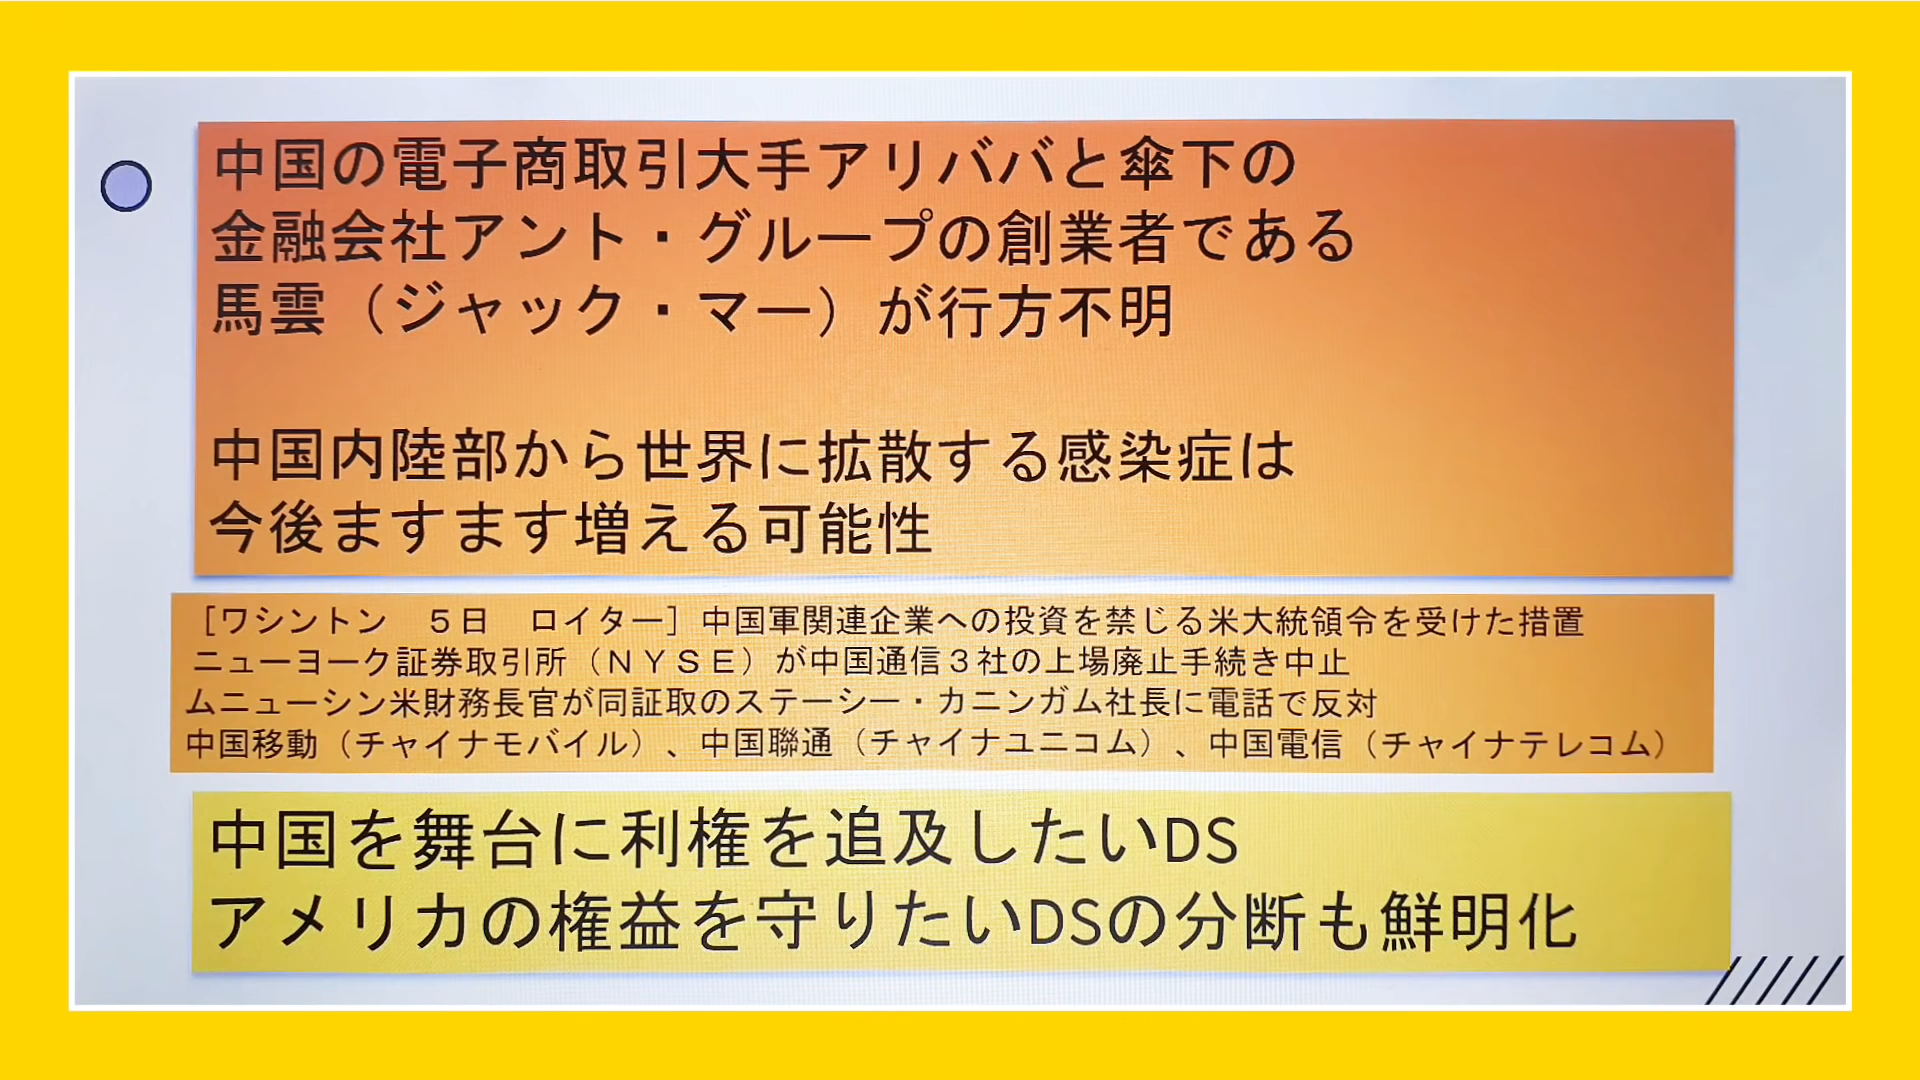 中国の電子商取引大手アリババと傘下の
金融会社アント・グループの創業者である
馬雲（ジャック・マー）が行方不明
中国内陸部から世界に拡散する感染症は
今後ますます増える可能性
［ワシントン　５日　ロイター］中国軍関連企業への投資を禁じる米大統領令を受けた措置
ニューヨーク証券取引所（ＮＹＳＥ）が中国通信３社の上場廃止手続き中止
ムニューシン米財務長官が同証取のステーシー・カニンガム社長に電話で反対
中国移動（チャイナモバイル）、中国聯通（チャイナユニコム）、中国電信（チャイナテレコム）
中国を舞台に利権を追及したいDS
アメリカの権益を守りたいDSの分断も鮮明化